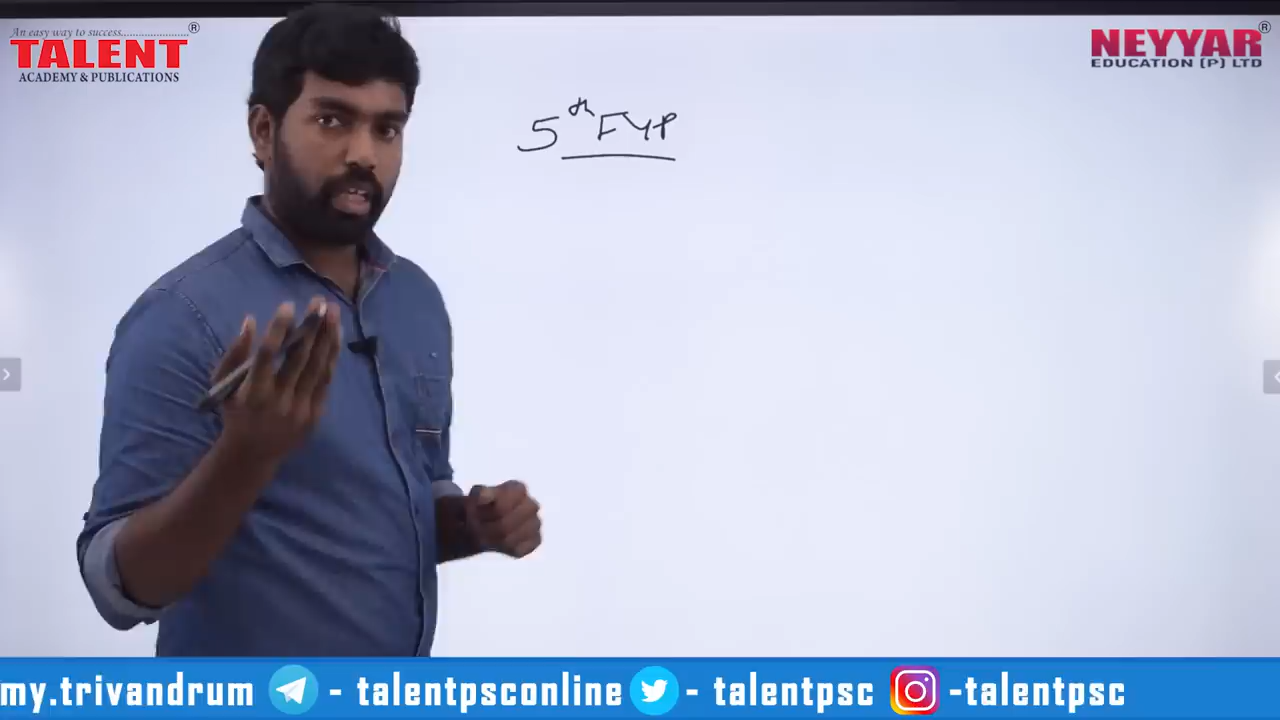 An easy way to success....................®
TALENT
ACADEMY & PUBLICATIONS
NEYYAR®
EDUCATION (P) LTD
5th FYP
my.trivandrum - talentpsconline - talentpsc -talentpsc